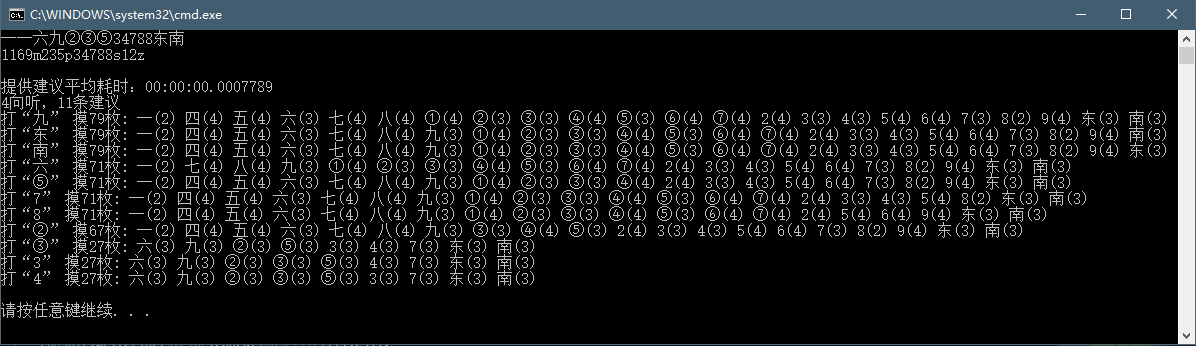 C:\WINDOWS\system32\cmd.exe
一一六九②③⑤34788东南
1169m235p34788s12z
提供建议平均耗时：00:00:00.0007789
4向听，11条建议
打“九” 摸79枚: 一(2) 四(4) 五(4) 六(3) 七(4) 八(4) ①(4) ②(3) ③(3) ④(4) ⑤(3) ⑥(4) ⑦(4) 2(4) 3(3) 4(3) 5(4) 6(4) 7(3) 8(2) 9(4) 东(3) 南(3)
打“东” 摸79枚: 一(2) 四(4) 五(4) 六(3) 七(4) 八(4) 九(3) ①(4) ②(3) ③(3) ④(4) ⑤(3) ⑥(4) ⑦(4) 2(4) 3(3) 4(3) 5(4) 6(4) 7(3) 8(2) 9(4) 南(3)
打“南” 摸79枚: 一(2) 四(4) 五(4) 六(3) 七(4) 八(4) 九(3) ①(4) ②(3) ③(3) ④(4) ⑤(3) ⑥(4) ⑦(4) 2(4) 3(3) 4(3) 5(4) 6(4) 7(3) 8(2) 9(4) 东(3)
打“六” 摸71枚: 一(2) 七(4) 八(4) 九(3) ①(4) ②(3) ③(3) ④(4) ⑤(3) ⑥(4) ⑦(4) 2(4) 3(3) 4(3) 5(4) 6(4) 7(3) 8(2) 9(4) 东(3) 南(3)
打“⑤” 摸71枚: 一(2) 四(4) 五(4) 六(3) 七(4) 八(4) 九(3) ①(4) ②(3) ③(3) ④(4) 2(4) 3(3) 4(3) 5(4) 6(4) 7(3) 8(2) 9(4) 东(3) 南(3)
打“7” 摸71枚: 一(2) 四(4) 五(4) 六(3) 七(4) 八(4) 九(3) ①(4) ②(3) ③(3) ④(4) ⑤(3) ⑥(4) ⑦(4) 2(4) 3(3) 4(3) 5(4) 8(2) 东(3) 南(3)
打“8” 摸71枚: 一(2) 四(4) 五(4) 六(3) 七(4) 八(4) 九(3) ①(4) ②(3) ③(3) ④(4) ⑤(3) ⑥(4) ⑦(4) 2(4) 5(4) 6(4) 9(4) 东(3) 南(3)
打“②” 摸67枚: 一(2) 四(4) 五(4) 六(3) 七(4) 八(4) 九(3) ③(3) ④(4) ⑤(3) 2(4) 3(3) 4(3) 5(4) 6(4) 7(3) 8(2) 9(4) 东(3) 南(3)
打“③” 摸27枚: 六(3) 九(3) ②(3) ⑤(3) 3(3) 4(3) 7(3) 东(3) 南(3)
打“3” 摸27枚: 六(3) 九(3) ②(3) ③(3) ⑤(3) 4(3) 7(3) 东(3) 南(3)
打“4” 摸27枚: 六(3) 九(3) ②(3) ③(3) ⑤(3) 3(3) 7(3) 东(3) 南(3)
请按任意键继续. . .